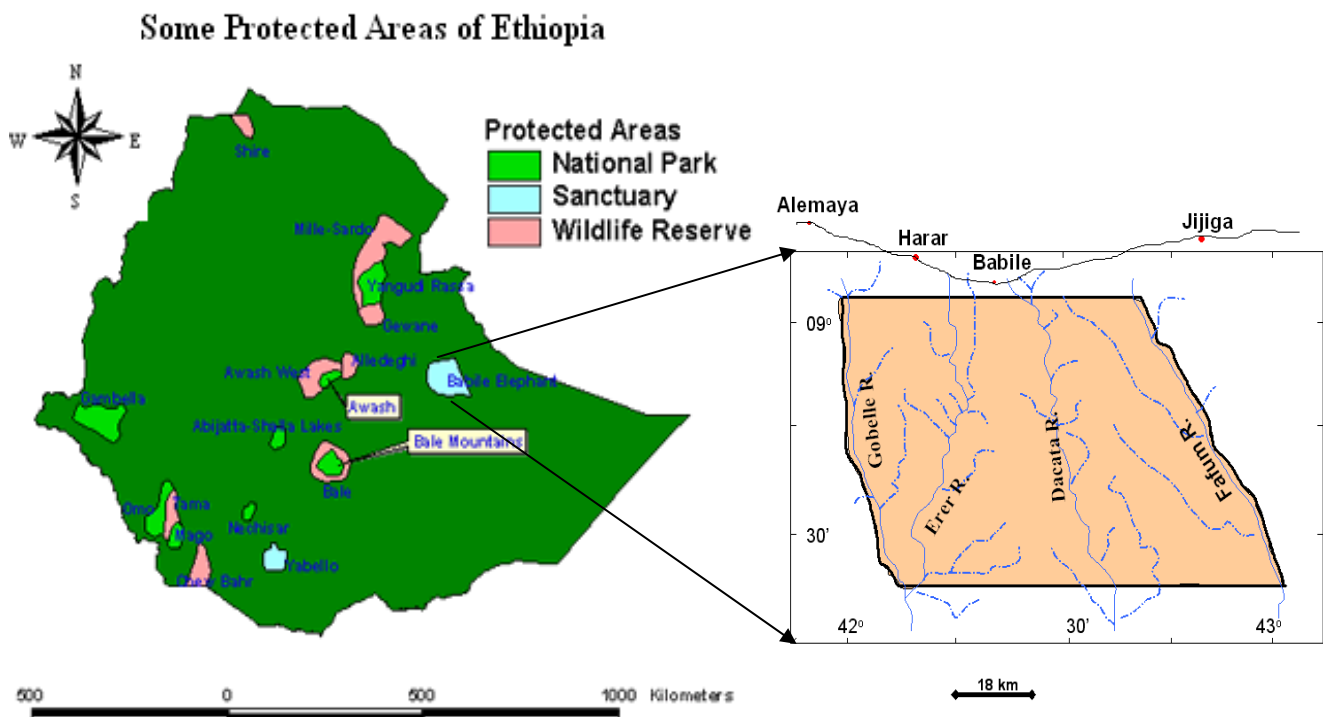 Some Protected Areas of Ethiopia
N
W
E
S
Protected Areas
National Park
Sanctuary
Wildlife Reserve
Shire
Mille-Sardo
Yangudi Rassa
Gewane
Alledeghi
Awash West
Babile Elephant
Awash
Gambella
Abijatta-Shalla Lakes
Bale Mountains
Bale
Omo
Tama
Mago
Nechisar
Yabello
Chew Bahr
500
0
500
1000 Kilometers
Alemaya
Harar
Babile
Jijiga
09⁰
30'
Gobelle R.
Erer R.
Dacata R.
Fafum R.
42⁰
30'
43⁰
18 km